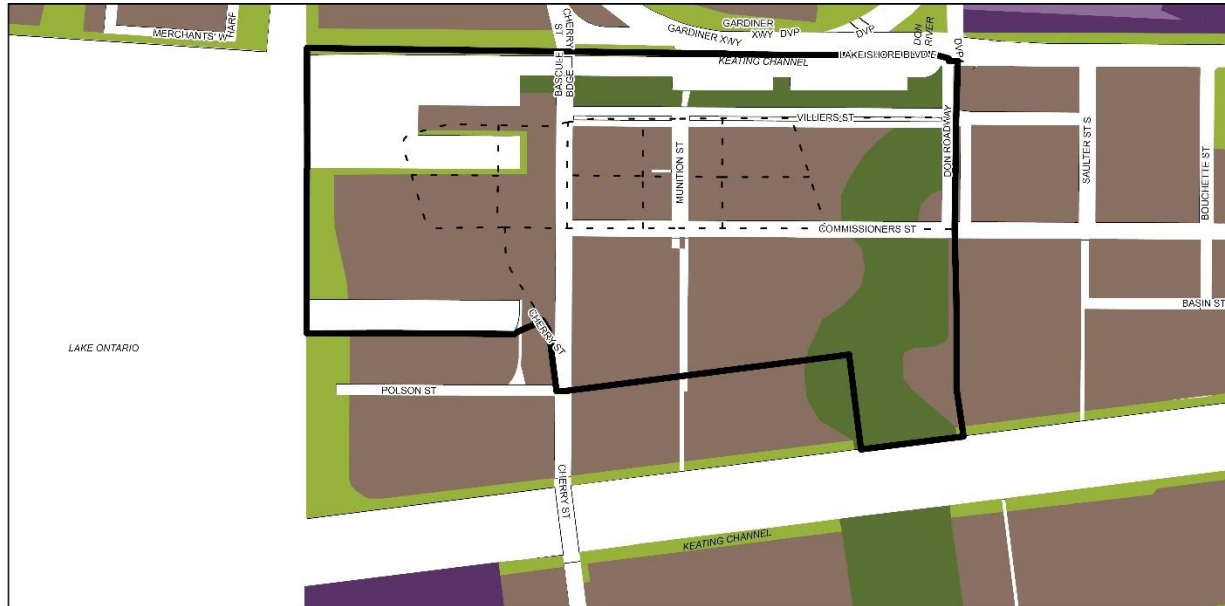 MERCHANTS' WHARF
CHERRY ST
CHERRY
BASCULE BDGE
GARDINER XWY
GARDINER
XWY
DVP
DVP
DON RIVER
DVP
LAKE SHORE BLVD E
KEATING CHANNEL
VILLIERS ST
MUNITION ST
DON ROADWAY
SAULTER ST S
BOUCHETTE ST
COMMISSIONERS ST
BASIN ST
LAKE ONTARIO
CHERRY ST
POLSON ST
CHERRY ST
KEATING CHANNEL